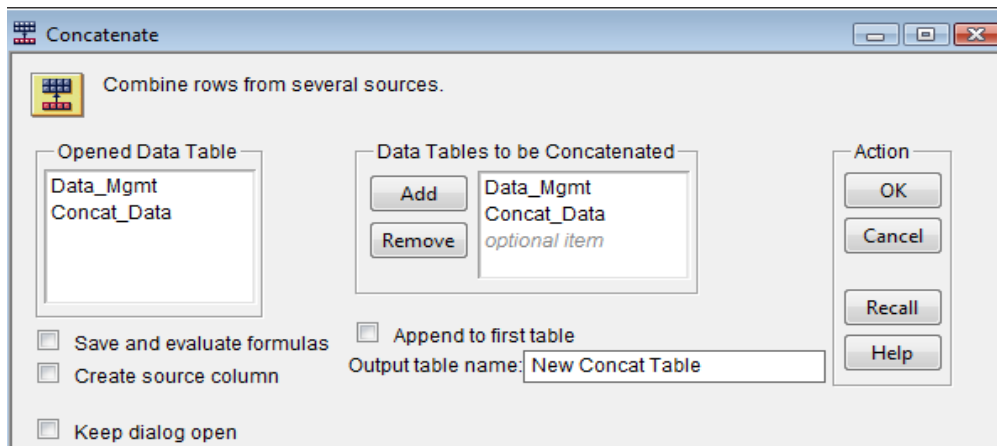 Concatenate
Combine rows from several sources.
Opened Data Table
Data_Mgmt
Concat_Data
Save and evaluate formulas
Create source column
Keep dialog open
Data Tables to be Concatenated
Add
Remove
Data_Mgmt
Concat_Data
optional item
Append to first table
Output table name: New Concat Table
Action
OK
Cancel
Recall
Help